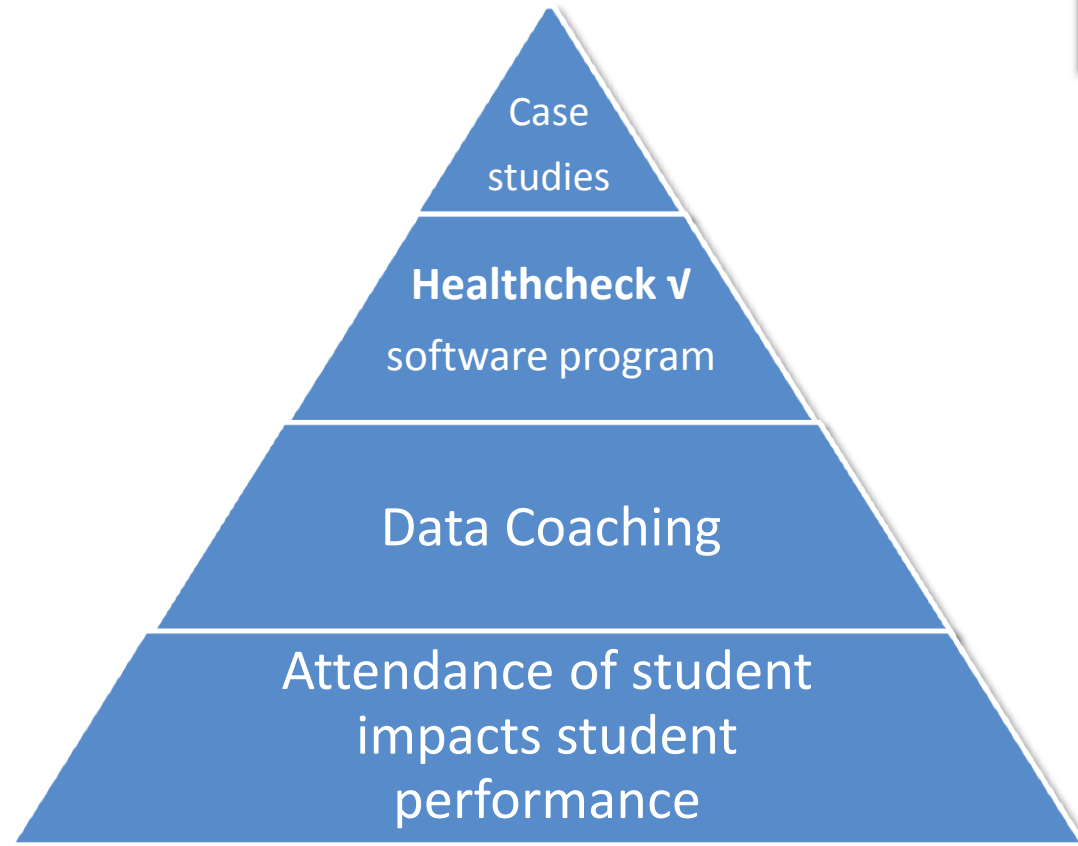 Case
studies
Healthcheck √
software program
Data Coaching
Attendance of student
impacts student
performance